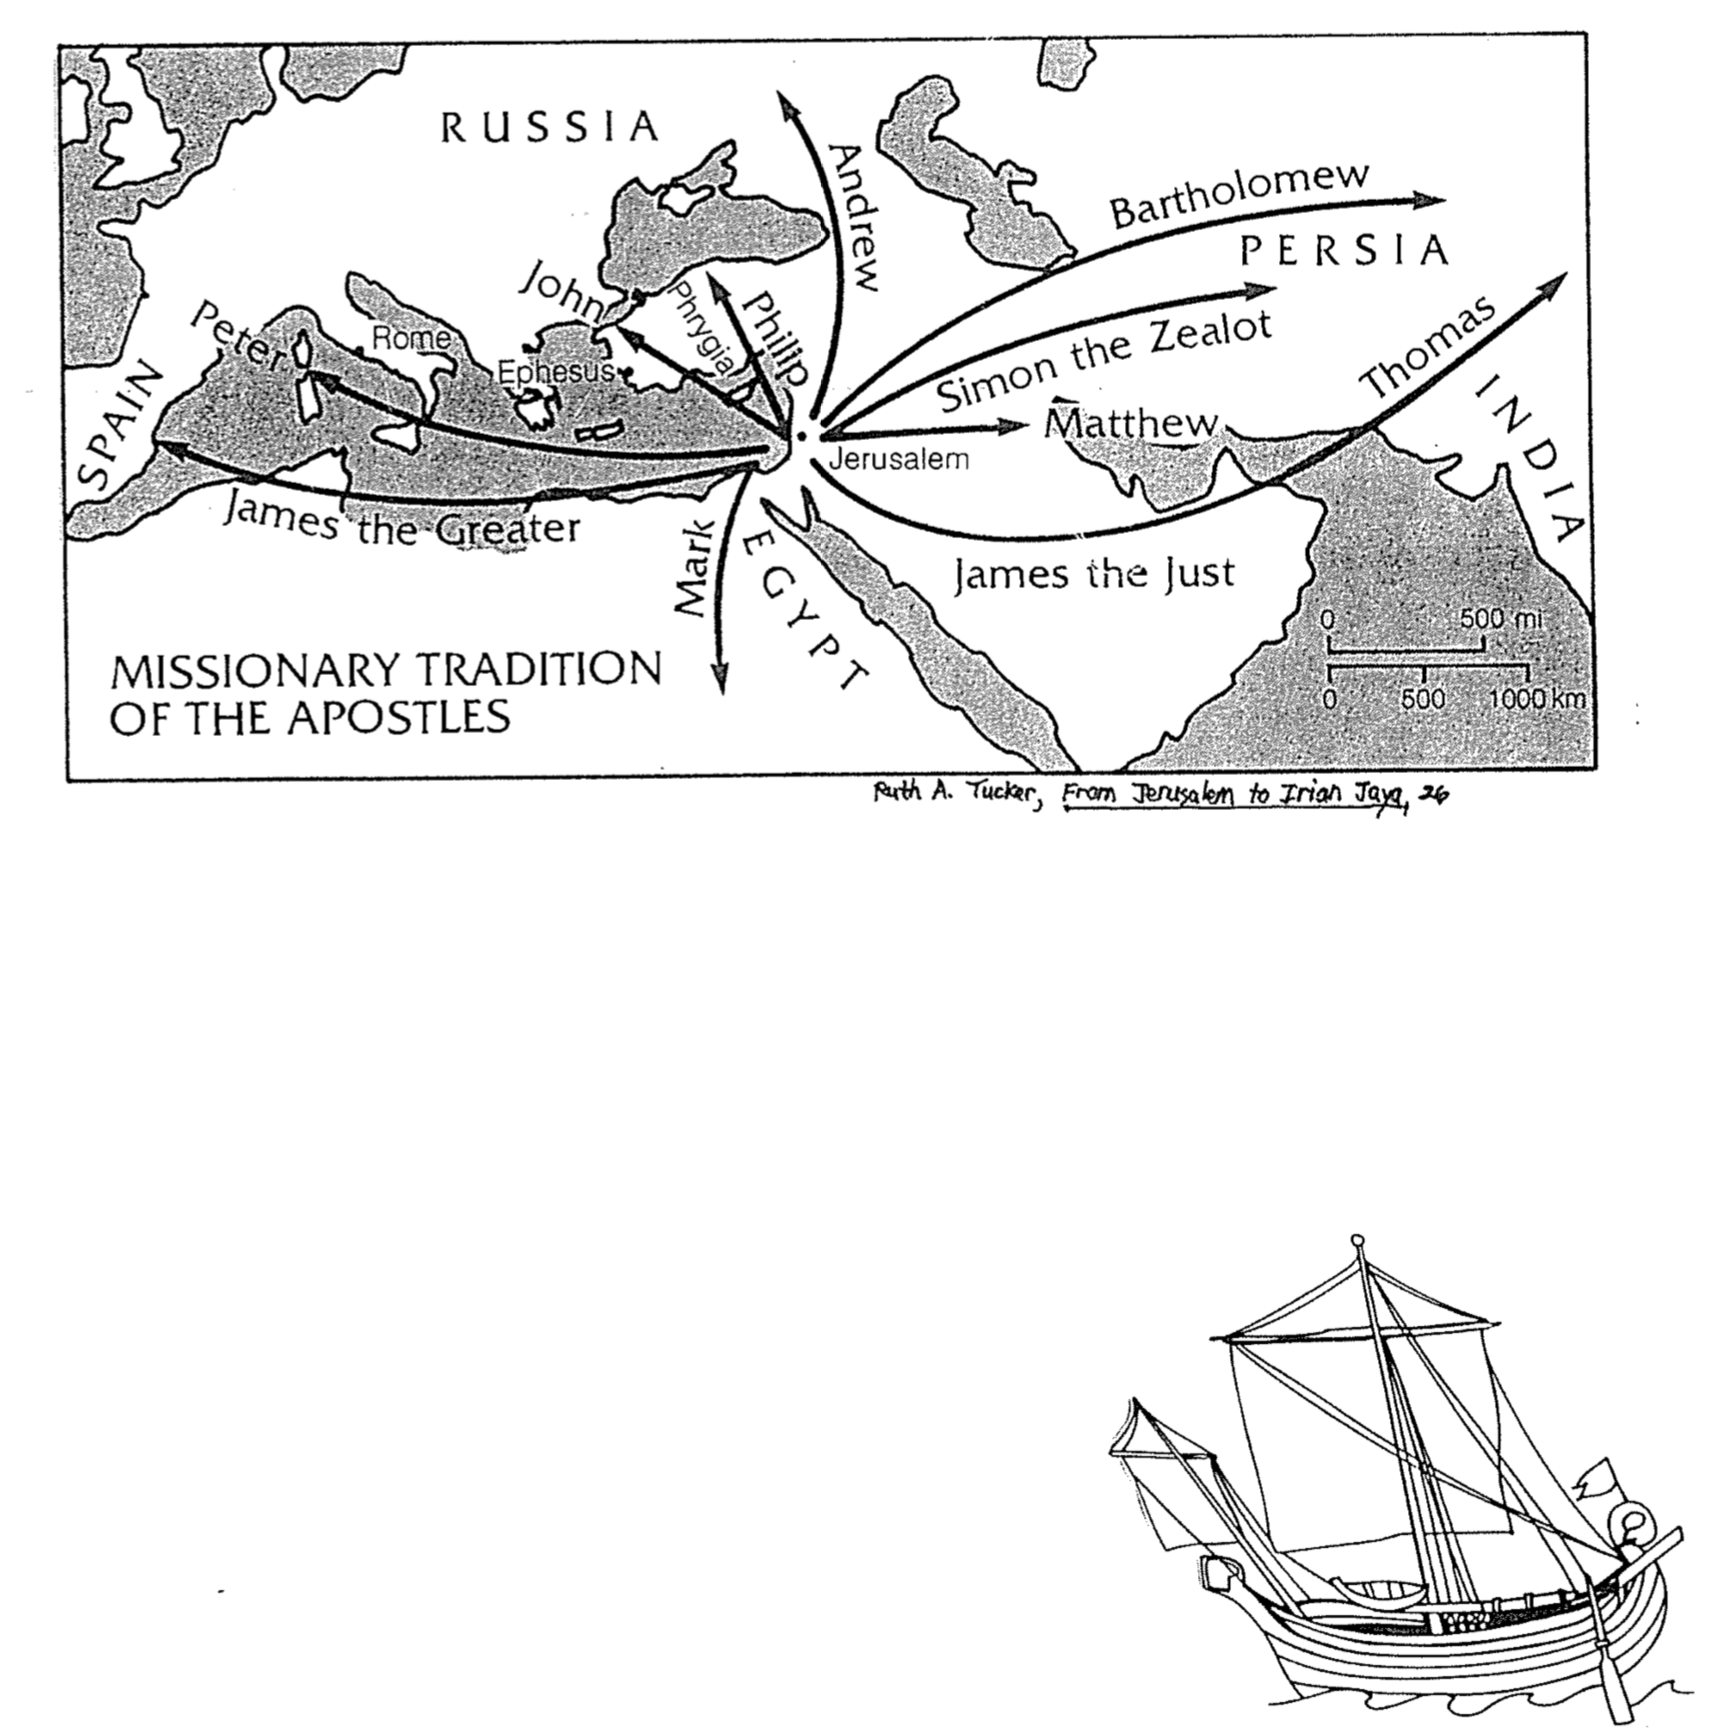 RUSSIA
Andrew
Bartholomew
PERSIA
John
Phrygia
Philip
Peter
Rome
Ephesus
Simon the Zealot
Thomas
SPAIN
Matthew
INDIA
Jerusalem
James the Greater
Mark
EGYPT
James the Just
0 500 mi
0 500 1000 km
MISSIONARY TRADITION
OF THE APOSTLES
Ruth A. Tucker, From Jerusalem to Irian Jaya, 26